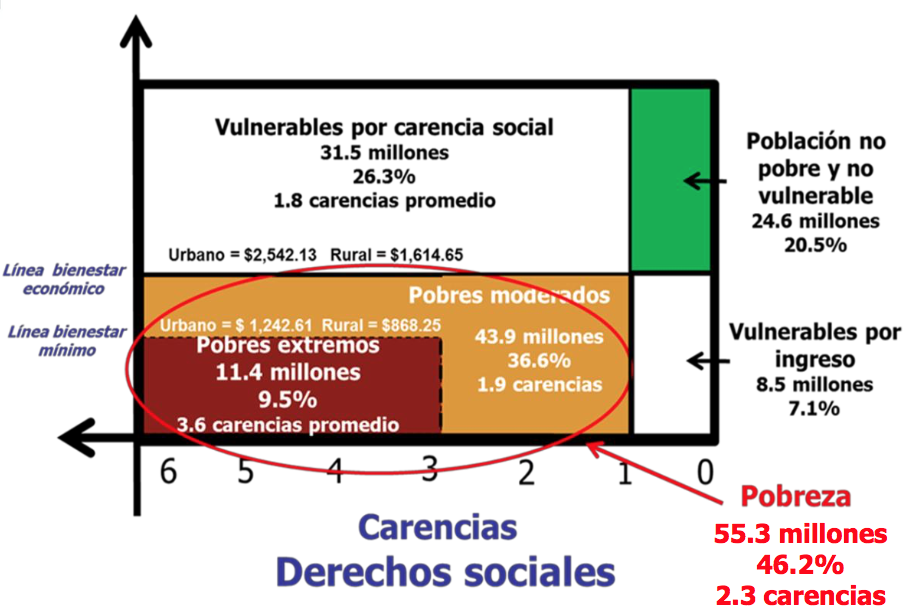 Vulnerables por carencia social
31.5 millones
26.3%
1.8 carencias promedio
Urbano = $2,542.13 Rural = $1,614.65
Población no
pobre y no
vulnerable
24.6 millones
20.5%
Línea bienestar
económico
Línea bienestar
mínimo
Pobres moderados
Urbano = $ 1,242.61 Rural = $868.25
43.9 millones
36.6%
1.9 carencias
Pobres extremos
11.4 millones
9.5%
3.6 carencias promedio
Vulnerables por
ingreso
8.5 millones
7.1%
6 5 4 3 2 1 0
Carencias
Derechos sociales
Pobreza
55.3 millones
46.2%
2.3 carencias